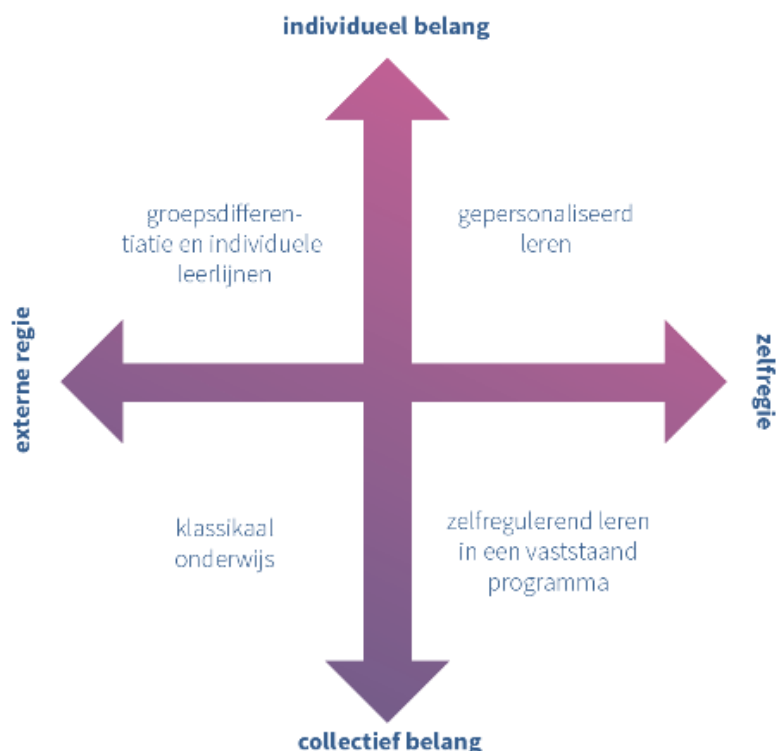 individueel belang
groepsdifferen-
tiatie en individuele
leerlijnen
gepersonaliseerd
leren
externe regie
zelfregie
klassikaal
onderwijs
zelfregulerend leren
in een vaststaand
programma
collectief belang